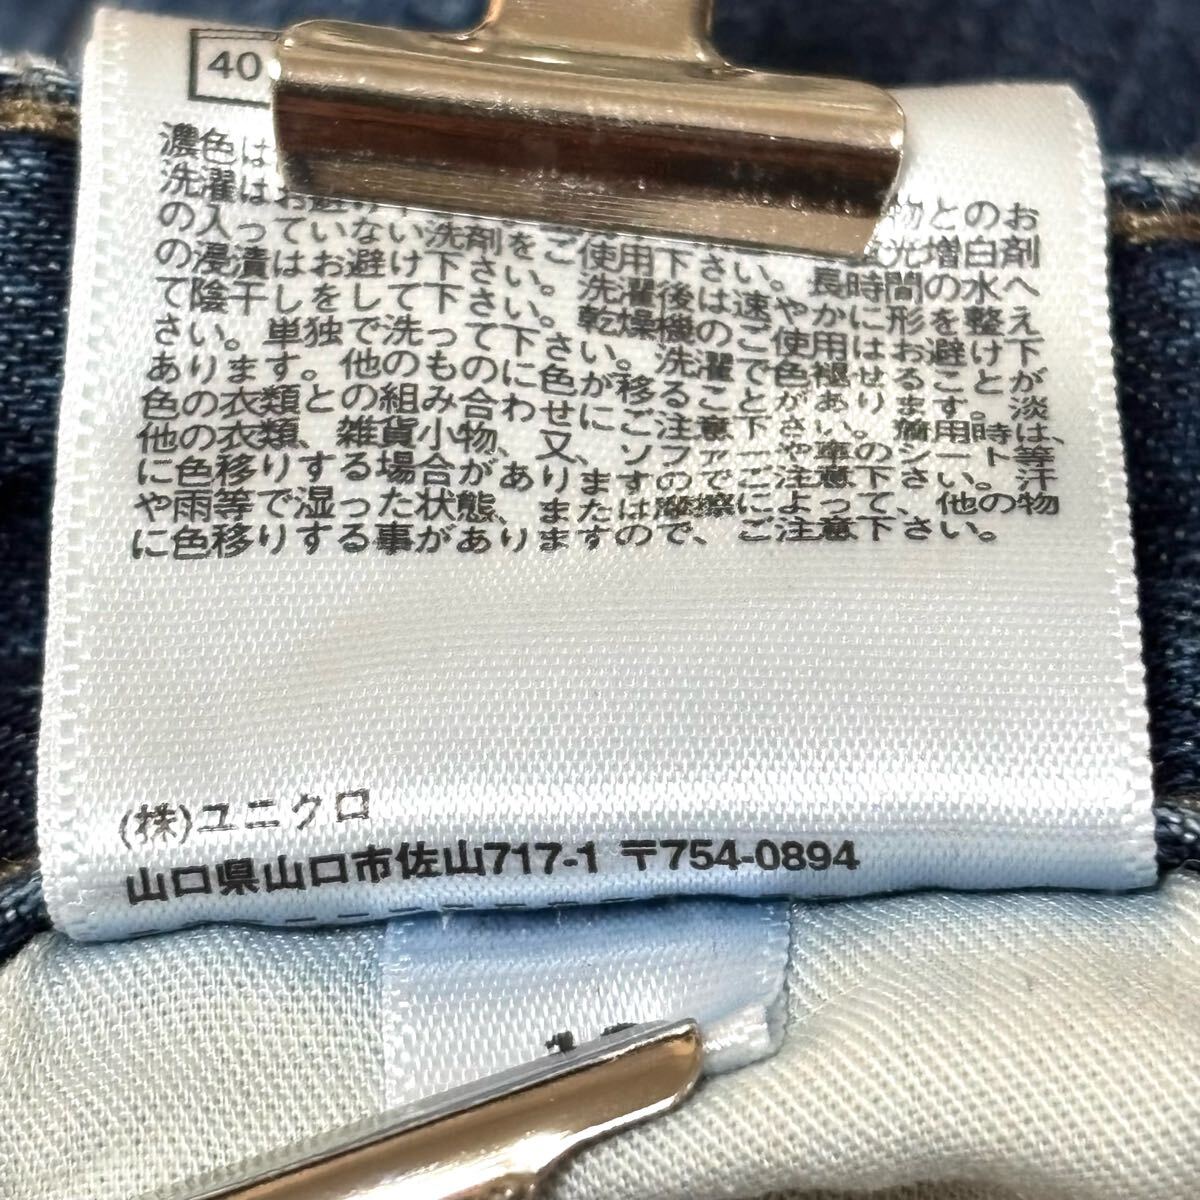 40
濃色は
洗濯はお避け 物とのお
の入っていない洗剤をご使用下さい。 光増白剤
の浸漬はお避け下さい。洗濯後は速やかに形を整え
て陰干しをして下さい。乾燥機のご使用はお避け下
さい。単独で洗って下さい。洗濯で色褪せることが
あります。他のものに色が移ることがあります。淡
色の衣類との組み合わせにご注意下さい。着用時は、
他の衣類、雑貨小物、又、ソファーや車のシート等
に色移りする場合がありますのでご注意下さい。汗
や雨等で湿った状態、または摩擦によって、他の物
に色移りする事がありますので、ご注意下さい。
(株)ユニクロ
山口県山口市佐山717-1 〒754-0894